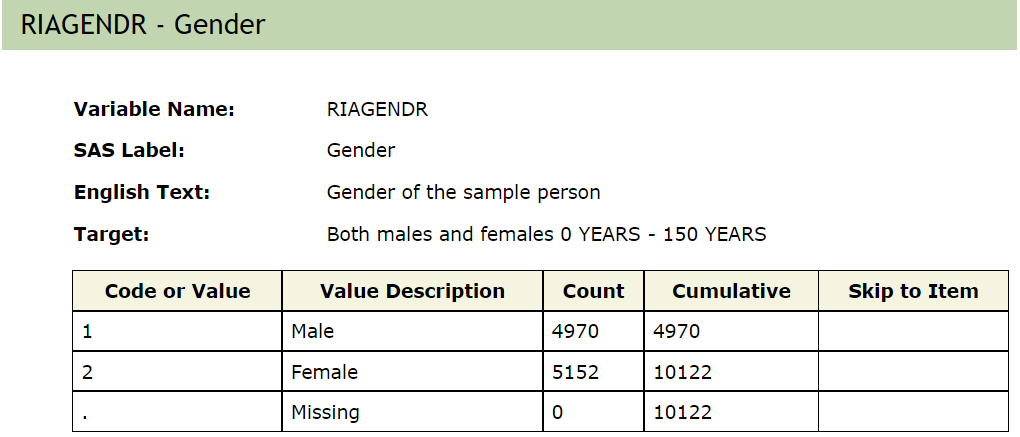 RIAGENDR - Gender
Variable Name: RIAGENDR
SAS Label: Gender
English Text: Gender of the sample person
Target: Both males and females 0 YEARS - 150 YEARS
Code or Value Value Description Count Cumulative Skip to Item
1 Male 4970 4970
2 Female 5152 10122
. Missing 0 10122